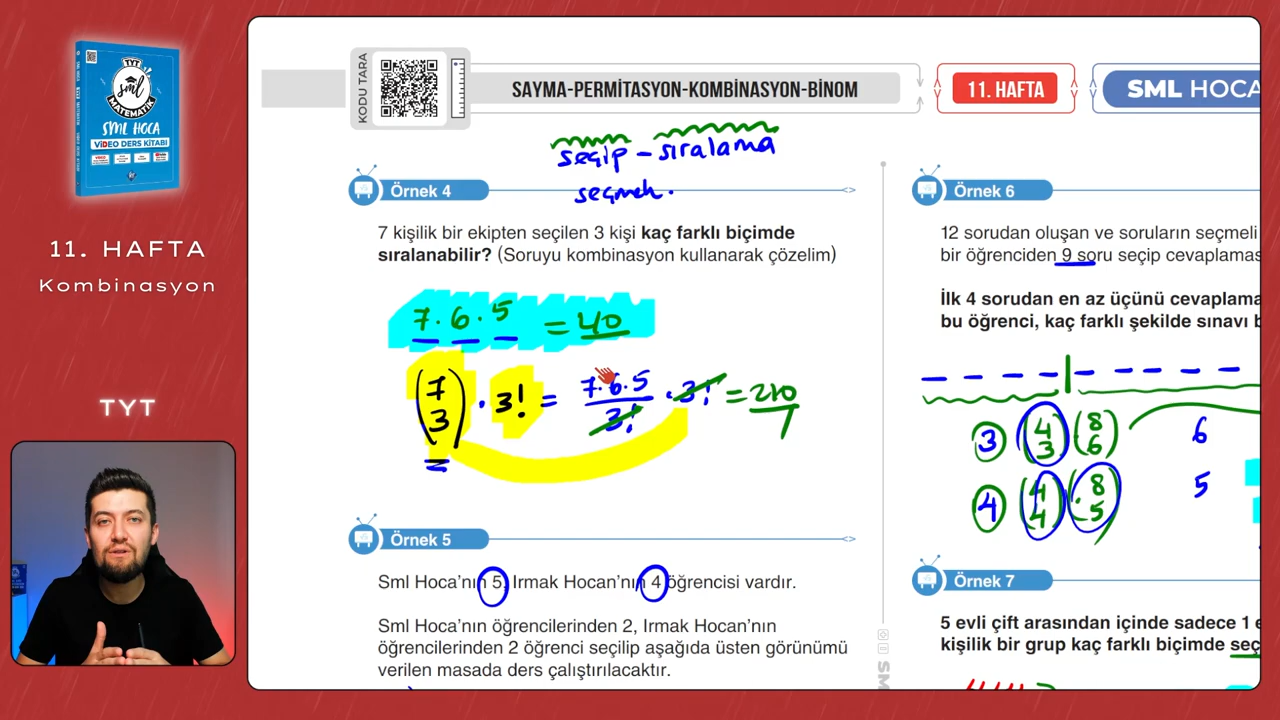 TYT
sml
MATEMATİK
SML HOCA
VİDEO DERS KİTABI
11. HAFTA
Kombinasyon
TYT
KODU TARA
SAYMA-PERMİTASYON-KOMBİNASYON-BİNOM
11. HAFTA
SML HOCA
seçip - sıralama
seçmek.
Örnek 4
7 kişilik bir ekipten seçilen 3 kişi kaç farklı biçimde
sıralanabilir? (Soruyu kombinasyon kullanarak çözelim)
7.6.5 = 40
(7 3) . 3! = 7.6.5 / 3! . 3! = 210
Örnek 5
Sml Hoca'nın 5, Irmak Hocan'nın 4 öğrencisi vardır.
Sml Hoca'nın öğrencilerinden 2, Irmak Hocan'nın
öğrencilerinden 2 öğrenci seçilip aşağıda üsten görünümü
verilen masada ders çalıştırılacaktır.
SM
Örnek 6
12 sorudan oluşan ve soruların seçmeli
bir öğrenciden 9 soru seçip cevaplamas
İlk 4 sorudan en az üçünü cevaplama
bu öğrenci, kaç farklı şekilde sınavı b
3 (4 3) (8 6) 6
4 (4 4) . (8 5) 5
Örnek 7
5 evli çift arasından içinde sadece 1 e
kişilik bir grup kaç farklı biçimde seç